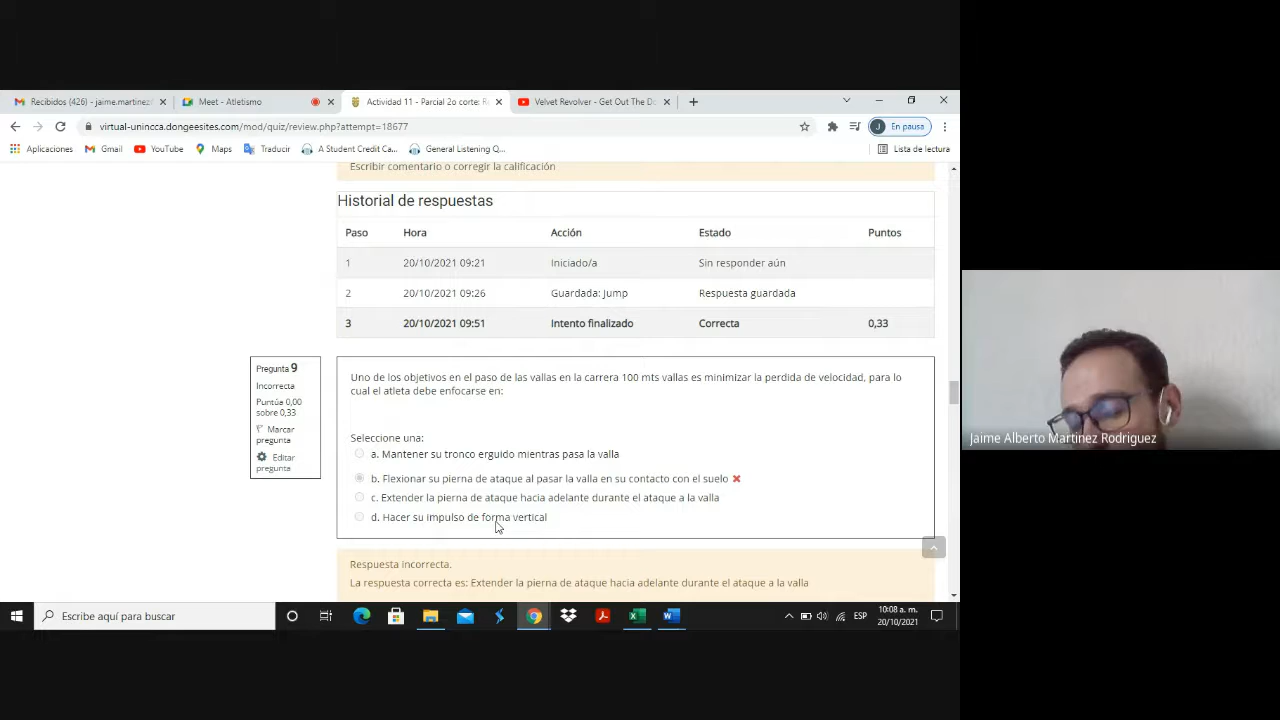 Recibidos (426) - jaime.martinez
Meet - Atletismo
Actividad 11 - Parcial 2o corte: R
Velvet Revolver - Get Out The Do
virtual-unincca.dongeesites.com/mod/quiz/review.php?attempt=18677
J En pausa
Aplicaciones
Gmail
YouTube
Maps
Traducir
A Student Credit Ca...
General Listening Q...
Lista de lectura
Escribir comentario o corregir la calificación
Historial de respuestas
Paso Hora Acción Estado Puntos
1 20/10/2021 09:21 Iniciado/a Sin responder aún
2 20/10/2021 09:26 Guardada: Jump Respuesta guardada
3 20/10/2021 09:51 Intento finalizado Correcta 0,33
Pregunta 9
Incorrecta
Puntúa 0,00
sobre 0,33
Marcar
pregunta
Editar
pregunta
Uno de los objetivos en el paso de las vallas en la carrera 100 mts vallas es minimizar la perdida de velocidad, para lo
cual el atleta debe enfocarse en:
Seleccione una:
a. Mantener su tronco erguido mientras pasa la valla
b. Flexionar su pierna de ataque al pasar la valla en su contacto con el suelo
c. Extender la pierna de ataque hacia adelante durante el ataque a la valla
d. Hacer su impulso de forma vertical
Respuesta incorrecta.
La respuesta correcta es: Extender la pierna de ataque hacia adelante durante el ataque a la valla
Jaime Alberto Martinez Rodriguez
Escribe aquí para buscar
ESP
10:08 a. m.
20/10/2021